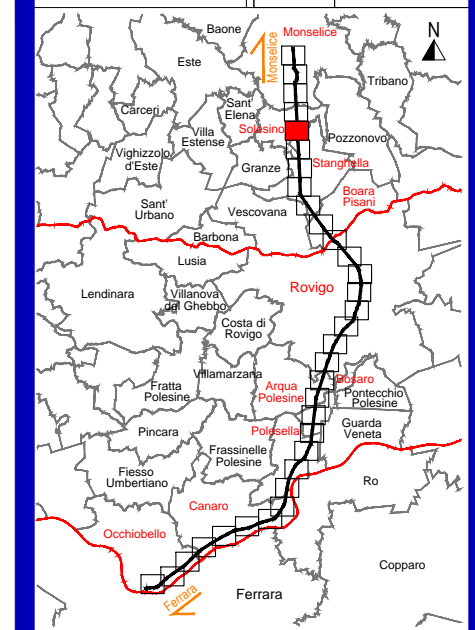 Baone
Monselice
N
Monselice
Este
Tribano
Carceri
Sant'
Elena
Solesino
Villa
Estense
Pozzonovo
Vighizzolo
d'Este
Granze
Stanghella
Boara
Pisani
Sant'
Urbano
Vescovana
Barbona
Lusia
Rovigo
Lendinara
Villanova
del Ghebbo
Costa di
Rovigo
Villamarzana
Bosaro
Fratta
Polesine
Arqua
Polesine
Pontecchio
Polesine
Pincara
Polesella
Guarda
Veneta
Frassinelle
Polesine
Fiesso
Umbertiano
Ro
Canaro
Occhiobello
Copparo
Ferrara
Ferrara